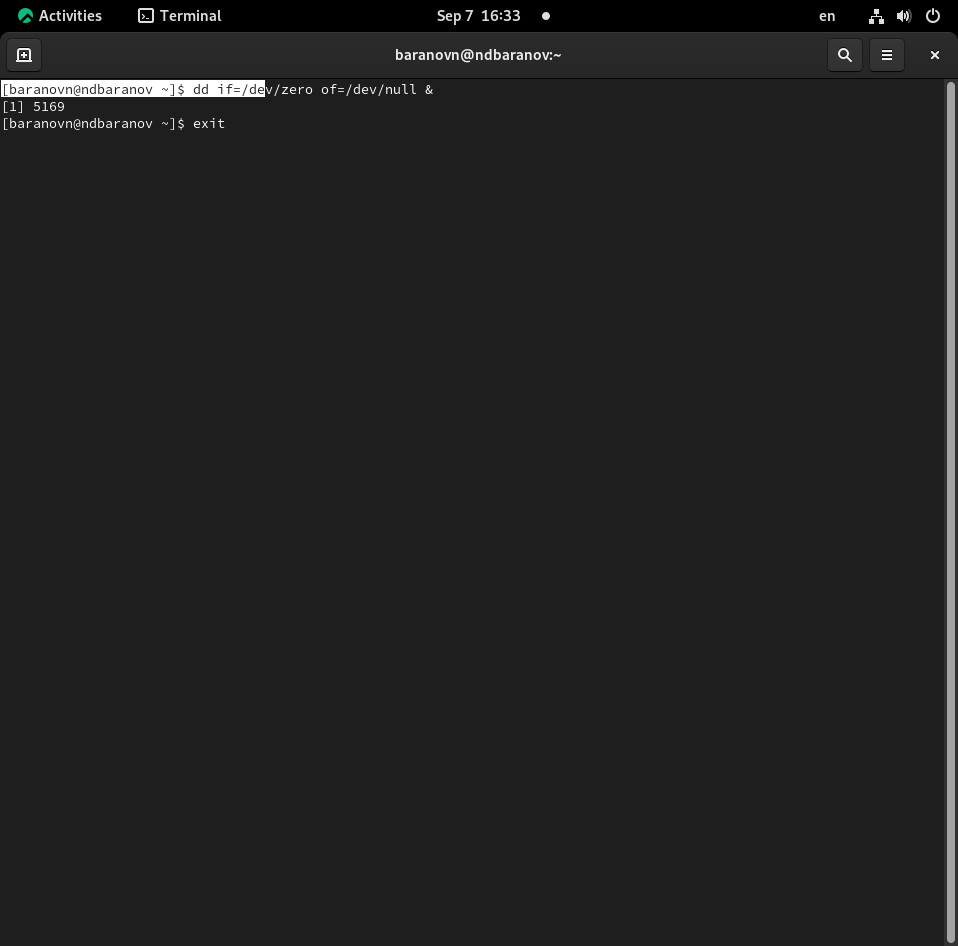 Activities Terminal Sep 7 16:33 en
baranovn@ndbaranov:~
[baranovn@ndbaranov ~]$ dd if=/dev/zero of=/dev/null &
[1] 5169
[baranovn@ndbaranov ~]$ exit